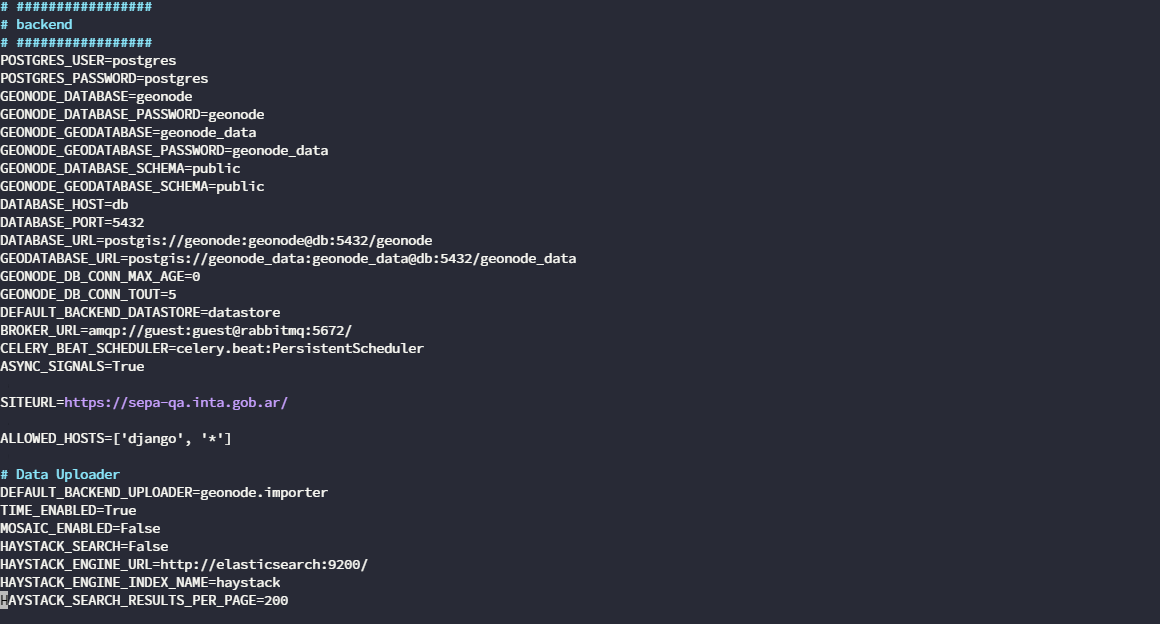 # #################
# backend
# #################
POSTGRES_USER=postgres
POSTGRES_PASSWORD=postgres
GEONODE_DATABASE=geonode
GEONODE_DATABASE_PASSWORD=geonode
GEONODE_GEODATABASE=geonode_data
GEONODE_GEODATABASE_PASSWORD=geonode_data
GEONODE_DATABASE_SCHEMA=public
GEONODE_GEODATABASE_SCHEMA=public
DATABASE_HOST=db
DATABASE_PORT=5432
DATABASE_URL=postgis://geonode:geonode@db:5432/geonode
GEODATABASE_URL=postgis://geonode_data:geonode_data@db:5432/geonode_data
GEONODE_DB_CONN_MAX_AGE=0
GEONODE_DB_CONN_TOUT=5
DEFAULT_BACKEND_DATASTORE=datastore
BROKER_URL=amqp://guest:guest@rabbitmq:5672/
CELERY_BEAT_SCHEDULER=celery.beat:PersistentScheduler
ASYNC_SIGNALS=True
SITEURL=https://sepa-qa.inta.gob.ar/
ALLOWED_HOSTS=['django', '*']
# Data Uploader
DEFAULT_BACKEND_UPLOADER=geonode.importer
TIME_ENABLED=True
MOSAIC_ENABLED=False
HAYSTACK_SEARCH=False
HAYSTACK_ENGINE_URL=http://elasticsearch:9200/
HAYSTACK_ENGINE_INDEX_NAME=haystack
HAYSTACK_SEARCH_RESULTS_PER_PAGE=200